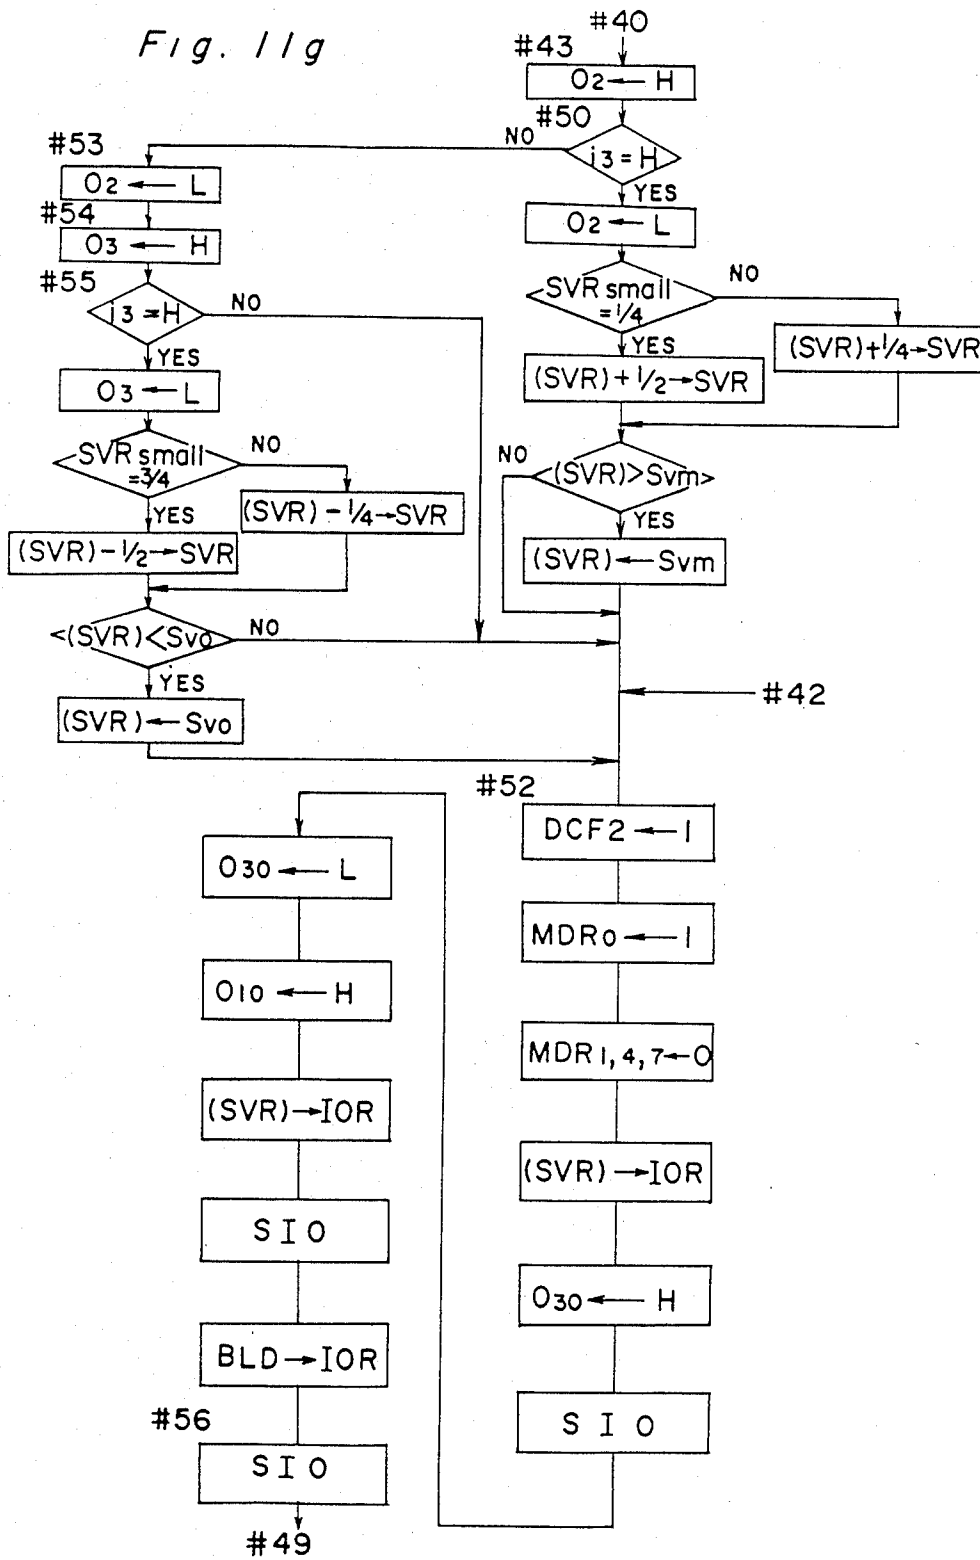 Fig. 11g
#40
#43
O2 ← H
#50
i3 = H
NO
YES
O2 ← L
SVR small
= 1/4
NO
YES
(SVR) + 1/4 → SVR
(SVR) + 1/2 → SVR
(SVR) > Svm >
NO
YES
(SVR) ← Svm
#53
O2 ← L
#54
O3 ← H
#55
i3 = H
NO
YES
O3 ← L
SVR small
= 3/4
NO
YES
(SVR) - 1/4 → SVR
(SVR) - 1/2 → SVR
< (SVR) < Svo
NO
YES
(SVR) ← Svo
#42
#52
DCF2 ← 1
MDR0 ← 1
MDR1, 4, 7 ← 0
(SVR) → IOR
O30 ← H
SIO
O30 ← L
O10 ← H
(SVR) → IOR
SIO
BLD → IOR
#56
SIO
#49